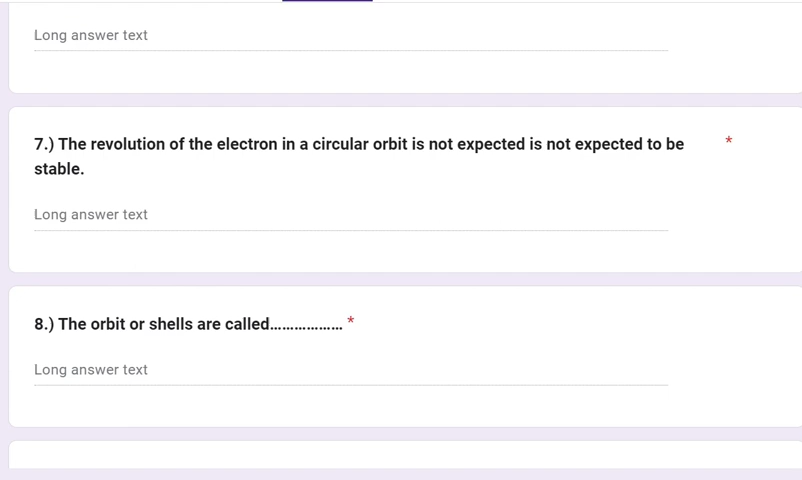 Long answer text
7.) The revolution of the electron in a circular orbit is not expected is not expected to be *
stable.
Long answer text
8.) The orbit or shells are called.................. *
Long answer text